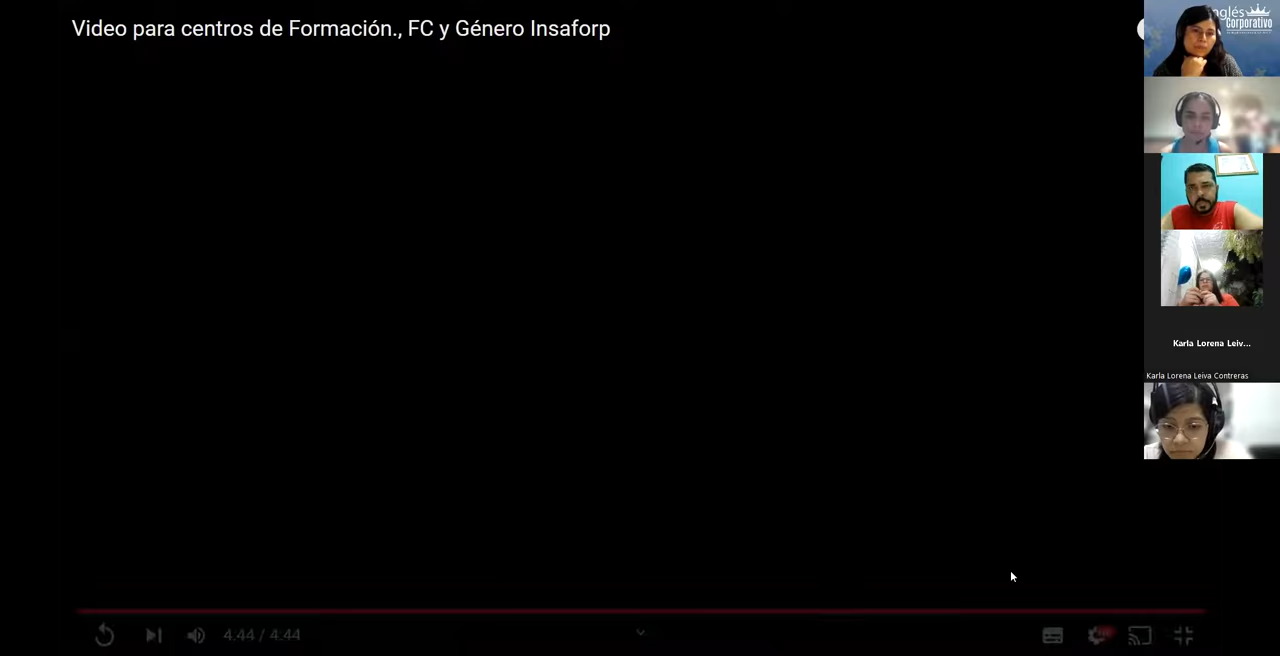 Video para centros de Formación., FC y Género Insaforp
nglés
Corporativo
Karla Lorena Leiv...
Karla Lorena Leiva Contreras
4:44 / 4:44